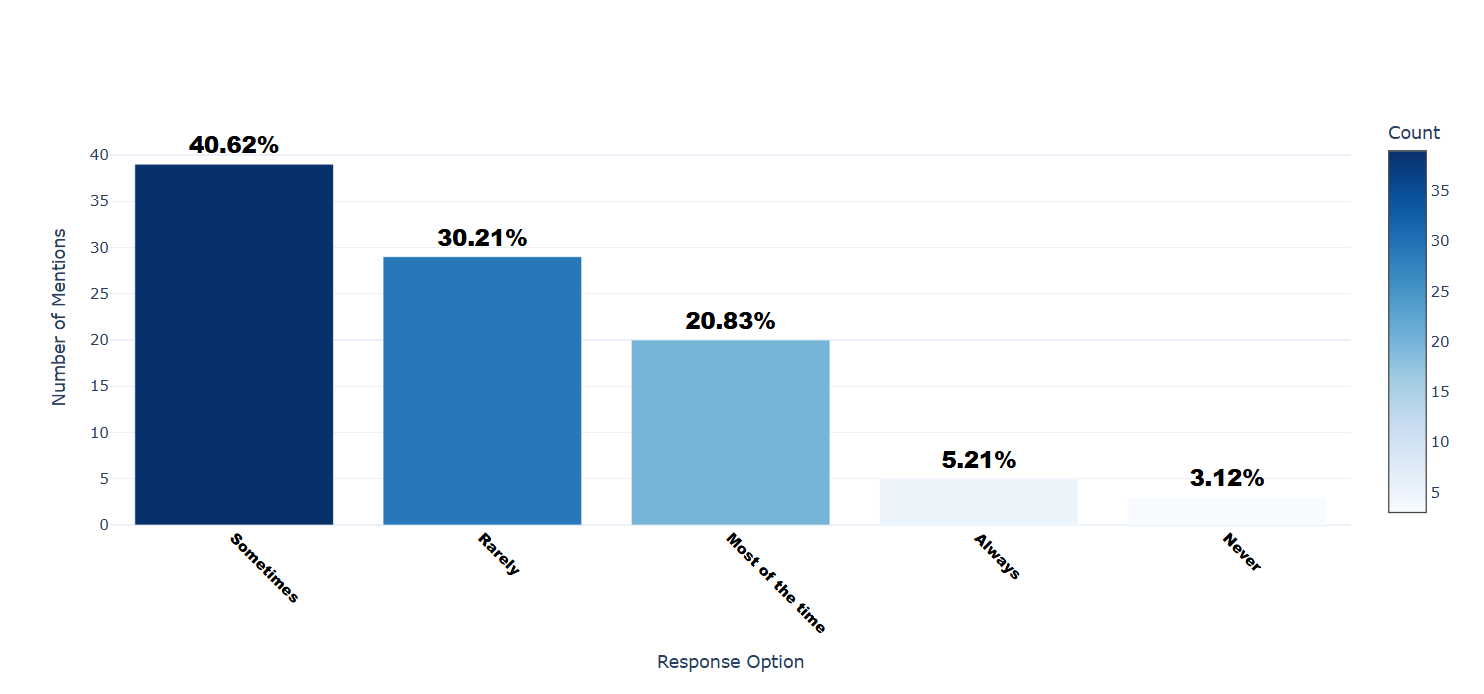 40.62%
30.21%
20.83%
5.21%
3.12%
Number of Mentions
40
35
30
25
20
15
10
5
0
Sometimes
Rarely
Most of the time
Always
Never
Response Option
Count
35
30
25
20
15
10
5